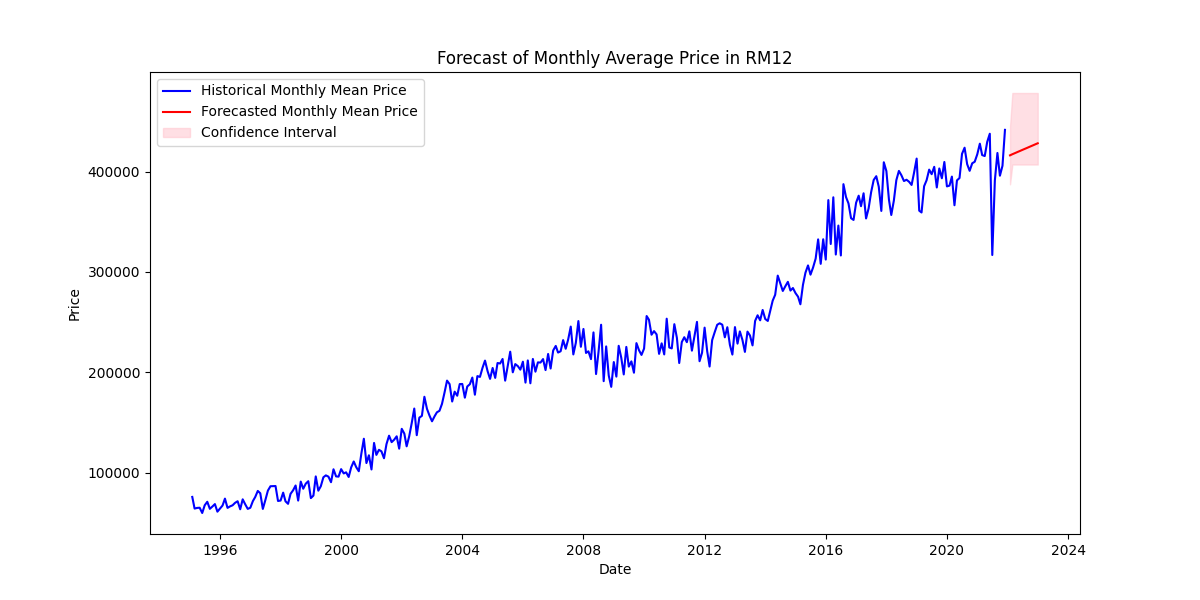 Forecast of Monthly Average Price in RM12
Historical Monthly Mean Price
Forecasted Monthly Mean Price
Confidence Interval
Price
400000
300000
200000
100000
1996 2000 2004 2008 2012 2016 2020 2024
Date